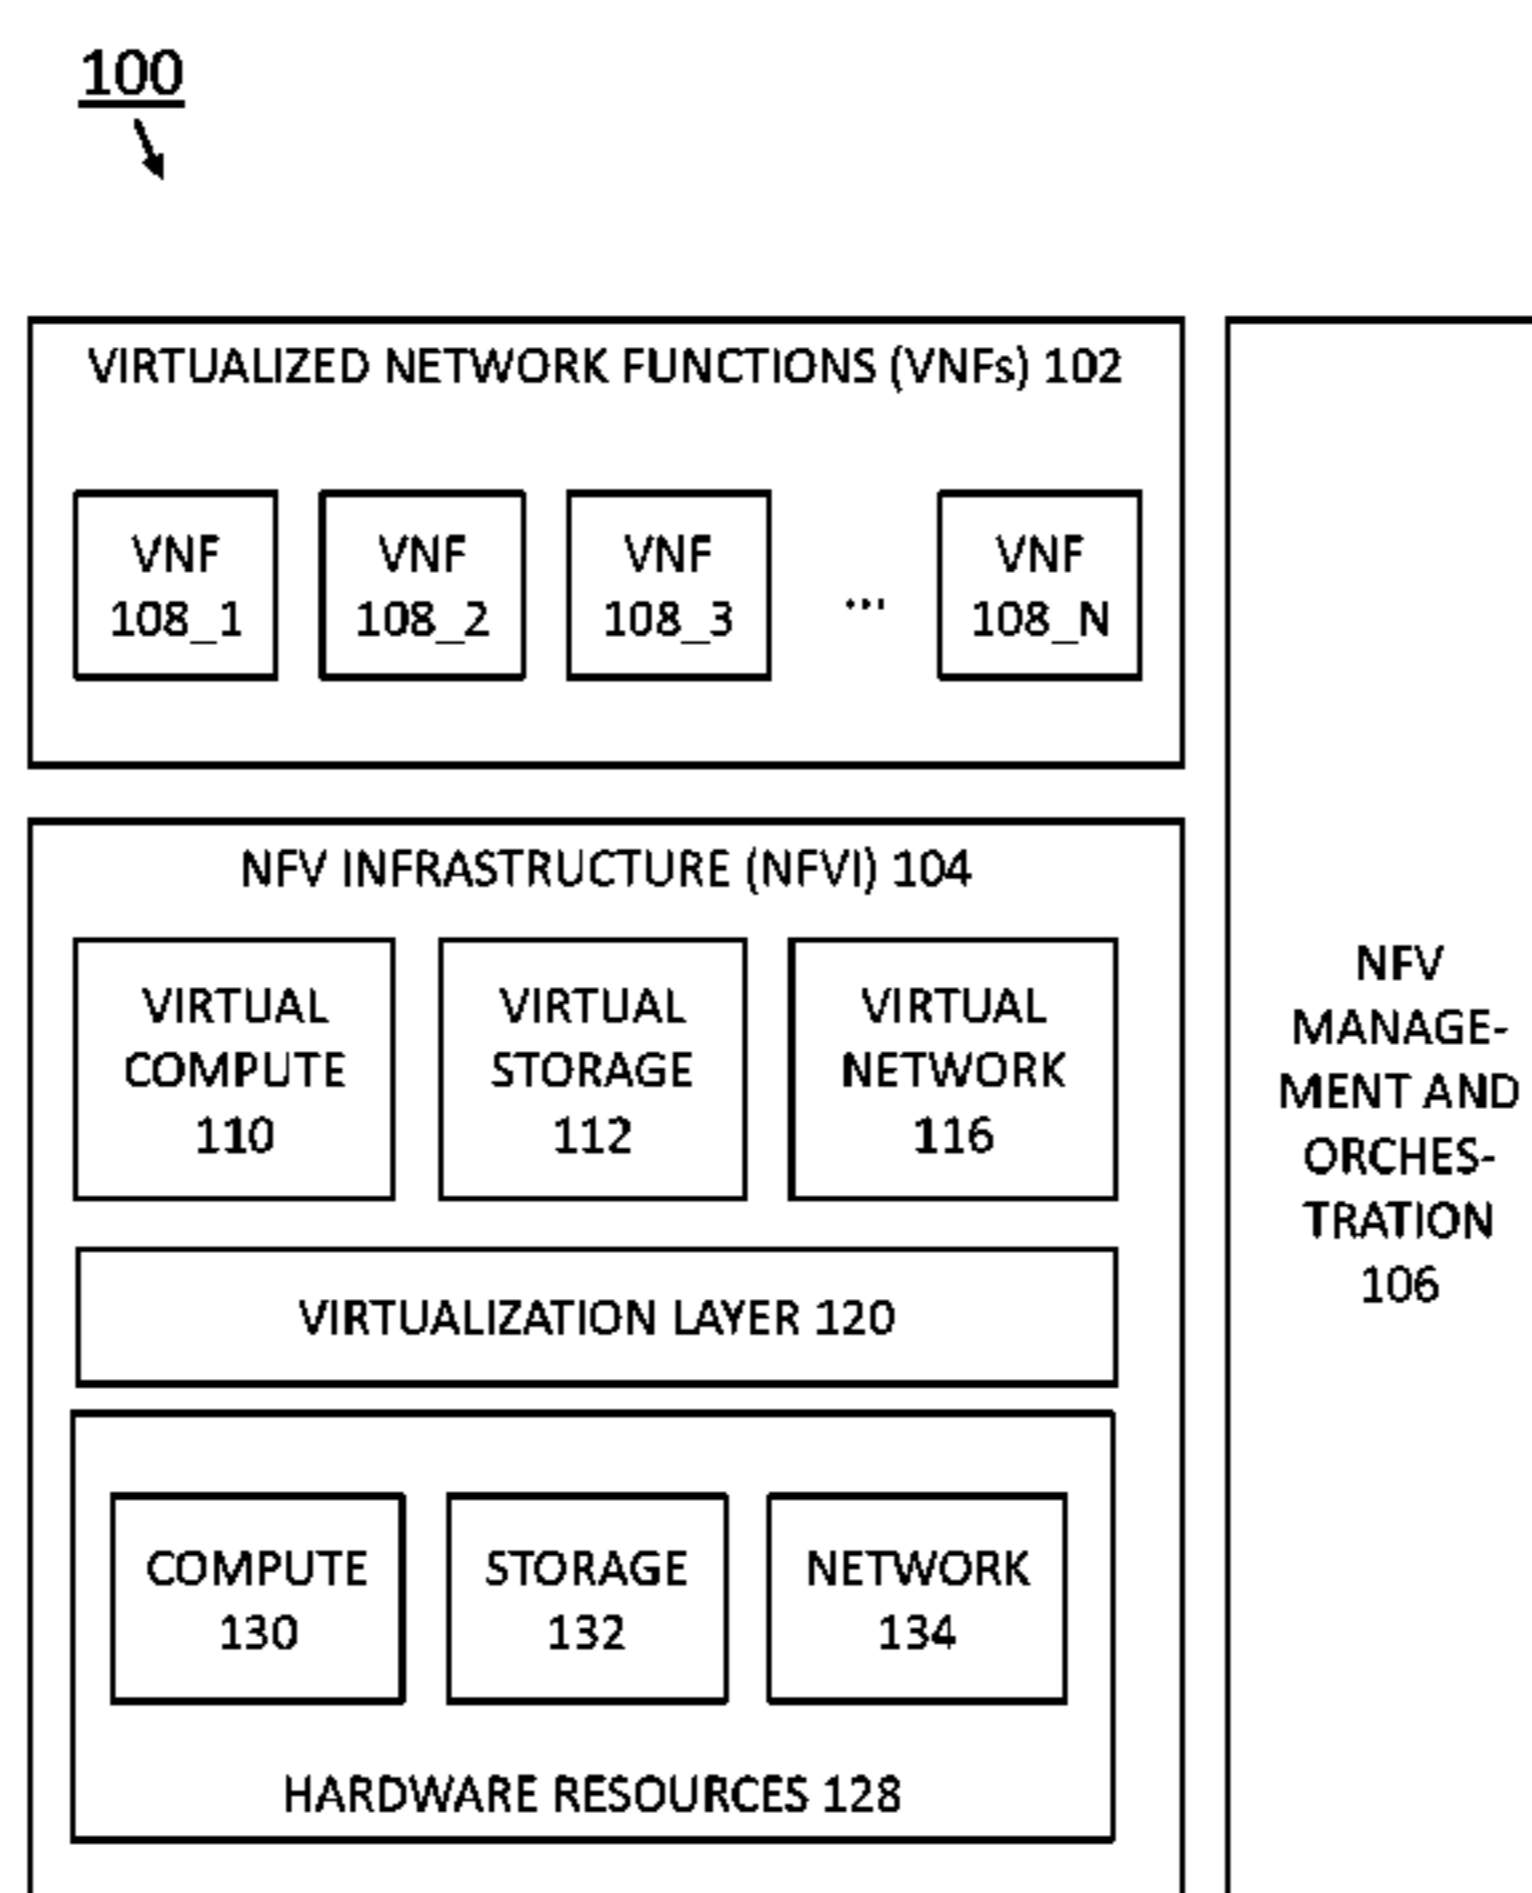 100
VIRTUALIZED NETWORK FUNCTIONS (VNFs) 102
VNF
108_1
VNF
108_2
VNF
108_3
...
VNF
108_N
NFV INFRASTRUCTURE (NFVI) 104
VIRTUAL
COMPUTE
110
VIRTUAL
STORAGE
112
VIRTUAL
NETWORK
116
VIRTUALIZATION LAYER 120
COMPUTE
130
STORAGE
132
NETWORK
134
HARDWARE RESOURCES 128
NFV
MANAGE-
MENT AND
ORCHES-
TRATION
106